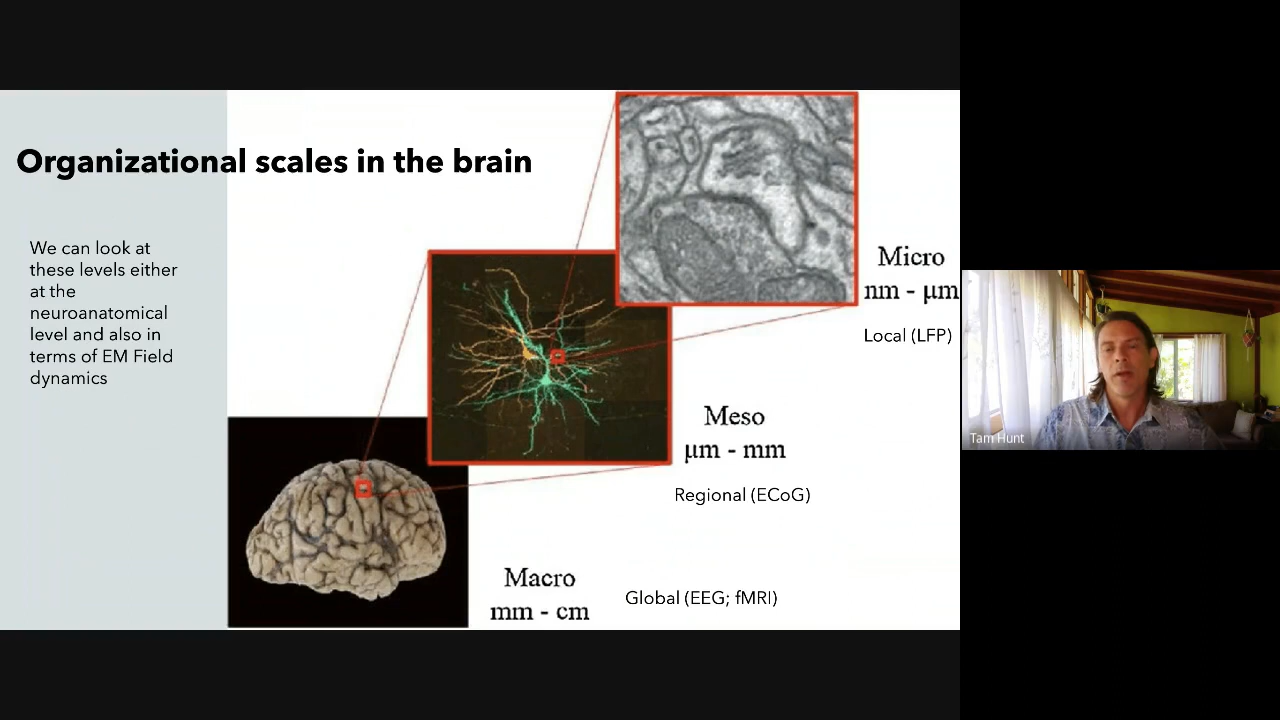 Organizational scales in the brain
We can look at
these levels either
at the
neuroanatomical
level and also in
terms of EM Field
dynamics
Micro
nm - μm
Local (LFP)
Meso
μm - mm
Regional (ECoG)
Macro
mm - cm
Global (EEG; fMRI)
Tam Hunt